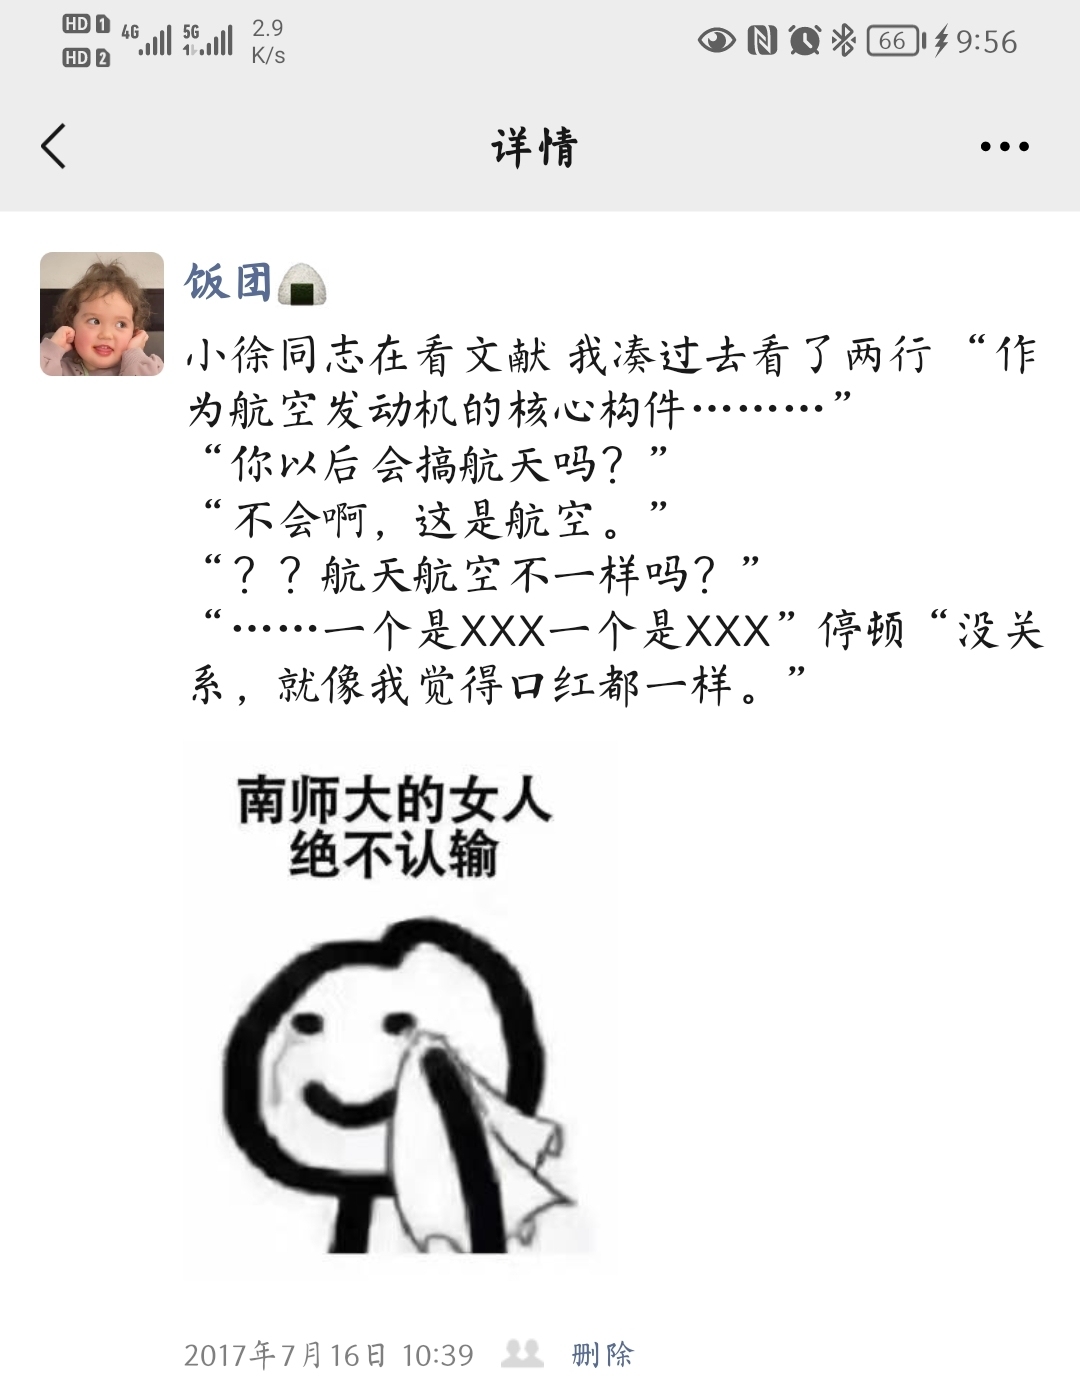 HD 1 4G 5G 2.9
HD 2 K/s
66 9:56
详情
饭团
小徐同志在看文献 我凑过去看了两行 “作
为航空发动机的核心构件………”
“你以后会搞航天吗？”
“不会啊，这是航空。”
“？？航天航空不一样吗？”
“……一个是XXX一个是XXX”停顿“没关
系，就像我觉得口红都一样。”
南师大的女人
绝不认输
2017年7月16日 10:39 删除